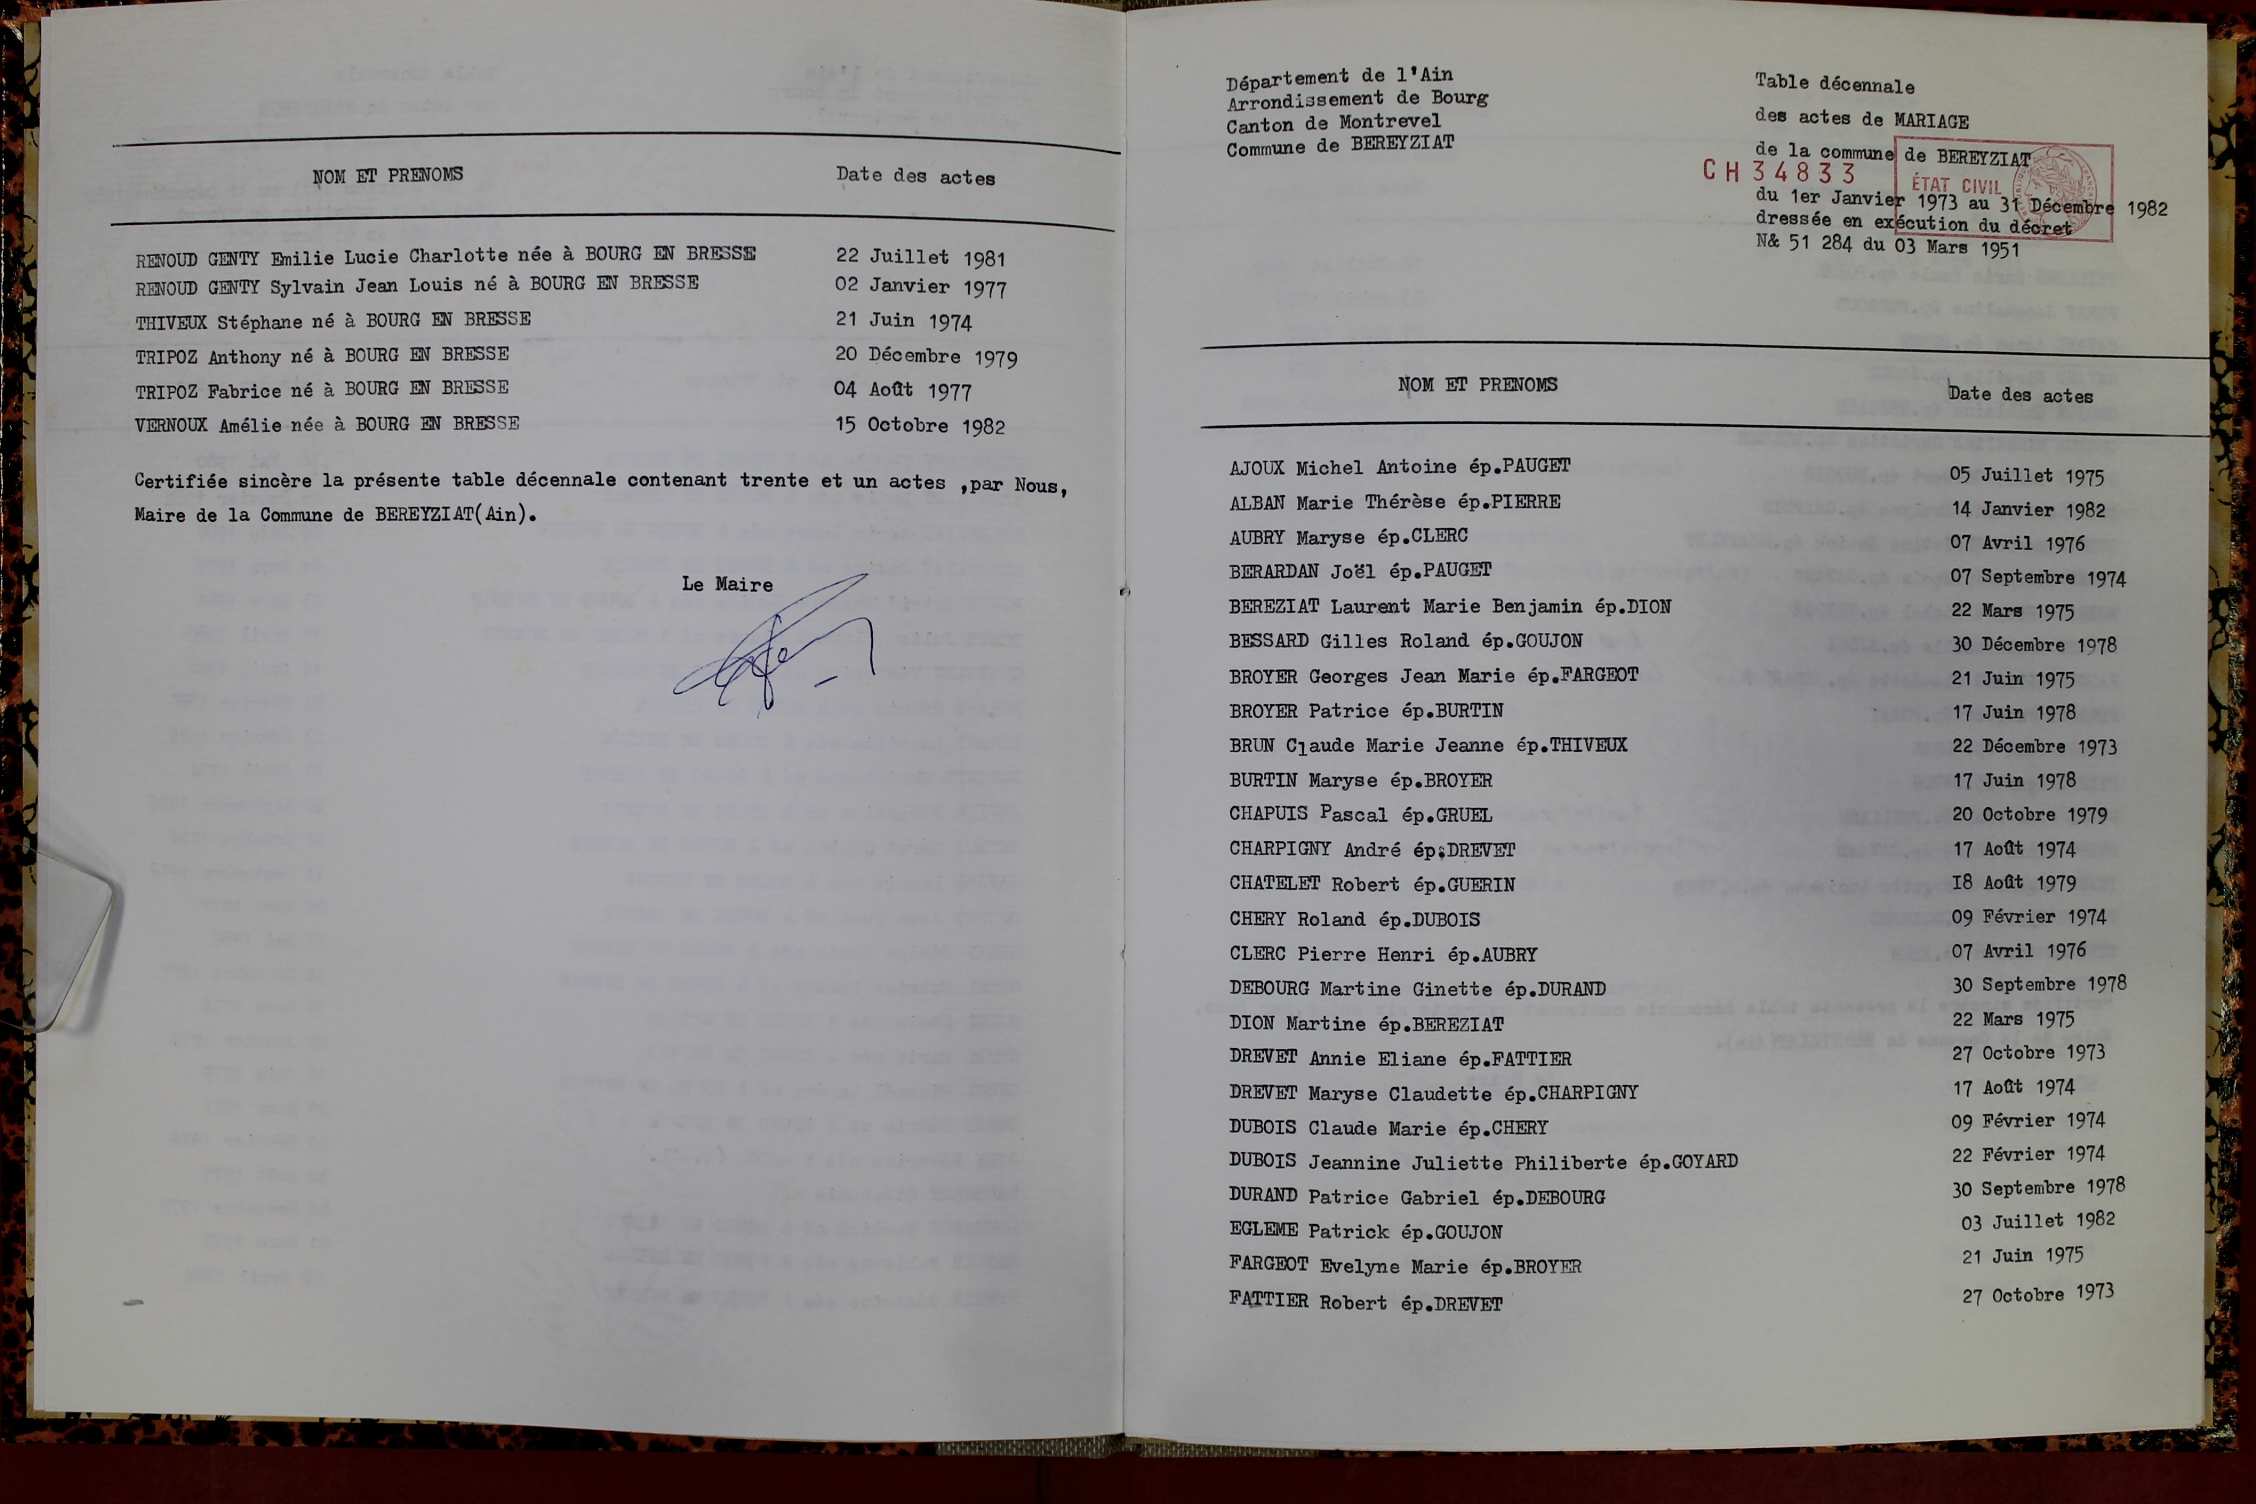 NOM ET PRENOMS Date des actes
RENOUD GENTY Emilie Lucie Charlotte née à BOURG EN BRESSE 22 Juillet 1981
RENOUD GENTY Sylvain Jean Louis né à BOURG EN BRESSE 02 Janvier 1977
THIVEUX Stéphane né à BOURG EN BRESSE 21 Juin 1974
TRIPOZ Anthony né à BOURG EN BRESSE 20 Décembre 1979
TRIPOZ Fabrice né à BOURG EN BRESSE 04 Août 1977
VERNOUX Amélie née à BOURG EN BRESSE 15 Octobre 1982
Certifiée sincère la présente table décennale contenant trente et un actes ,par Nous,
Maire de la Commune de BEREYZIAT(Ain).
Le Maire
Département de l'Ain
Arrondissement de Bourg
Canton de Montrevel
Commune de BEREYZIAT
Table décennale
des actes de MARIAGE
de la commune de BEREYZIAT
CH34833
ÉTAT CIVIL
du 1er Janvier 1973 au 31 Décembre 1982
dressée en exécution du décret
N& 51 284 du 03 Mars 1951
NOM ET PRENOMS Date des actes
AJOUX Michel Antoine ép.PAUGET 05 Juillet 1975
ALBAN Marie Thérèse ép.PIERRE 14 Janvier 1982
AUBRY Maryse ép.CLERC 07 Avril 1976
BERARDAN Joël ép.PAUGET 07 Septembre 1974
BEREZIAT Laurent Marie Benjamin ép.DION 22 Mars 1975
BESSARD Gilles Roland ép.GOUJON 30 Décembre 1978
BROYER Georges Jean Marie ép.FARGEOT 21 Juin 1975
BROYER Patrice ép.BURTIN 17 Juin 1978
BRUN Claude Marie Jeanne ép.THIVEUX 22 Décembre 1973
BURTIN Maryse ép.BROYER 17 Juin 1978
CHAPUIS Pascal ép.GRUEL 20 Octobre 1979
CHARPIGNY André ép;DREVET 17 Août 1974
CHATELET Robert ép.GUERIN I8 Août 1979
CHERY Roland ép.DUBOIS 09 Février 1974
CLERC Pierre Henri ép.AUBRY 07 Avril 1976
DEBOURG Martine Ginette ép.DURAND 30 Septembre 1978
DION Martine ép.BEREZIAT 22 Mars 1975
DREVET Annie Eliane ép.FATTIER 27 Octobre 1973
DREVET Maryse Claudette ép.CHARPIGNY 17 Août 1974
DUBOIS Claude Marie ép.CHERY 09 Février 1974
DUBOIS Jeannine Juliette Philiberte ép.GOYARD 22 Février 1974
DURAND Patrice Gabriel ép.DEBOURG 30 Septembre 1978
EGLEME Patrick ép.GOUJON 03 Juillet 1982
FARGEOT Evelyne Marie ép.BROYER 21 Juin 1975
FATTIER Robert ép.DREVET 27 Octobre 1973